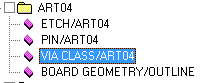 ART04
ETCH/ART04
PIN/ART04
VIA CLASS/ART04
BOARD GEOMETRY/OUTLINE